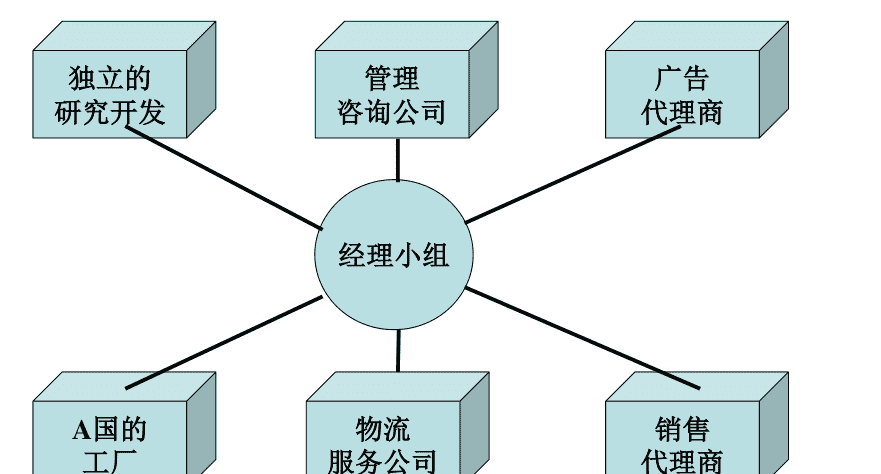 独立的
研究开发
管理
咨询公司
广告
代理商
经理小组
A国的
工厂
物流
服务公司
销售
代理商